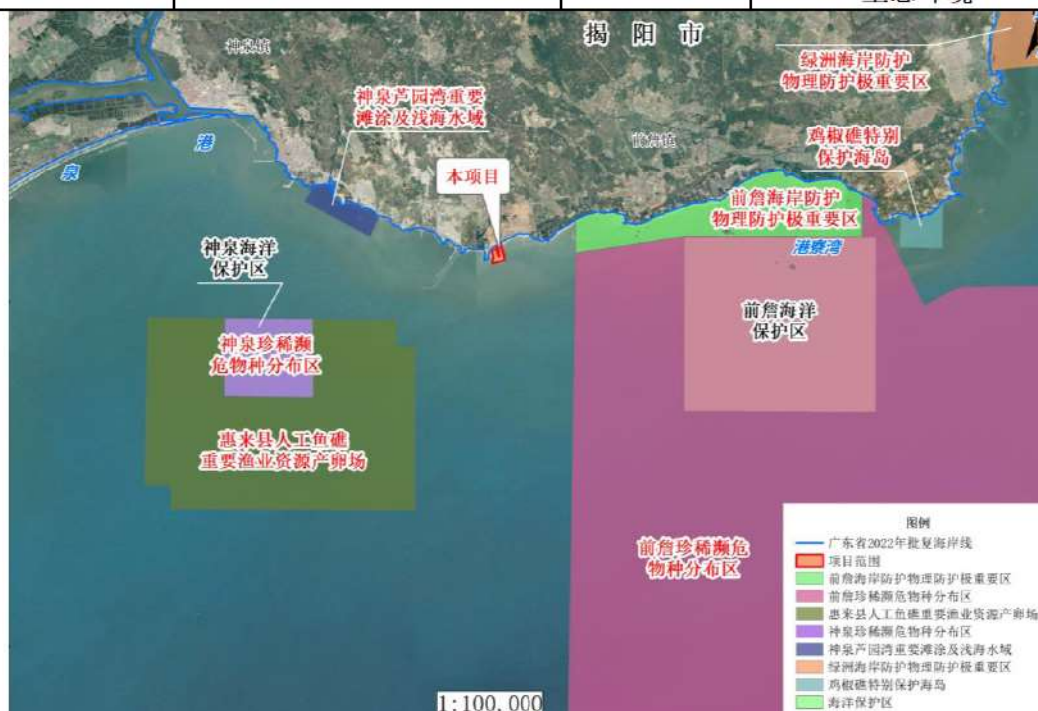 揭阳市
神泉镇
绿洲海岸防护
物理防护极重要区
神泉芦园湾重要
滩涂及浅海水域
鸡椒礁特别
保护海岛
港
泉
前詹镇
本项目
前詹海岸防护
物理防护极重要区
港寮湾
神泉海洋
保护区
前詹海洋
保护区
神泉珍稀濒
危物种分布区
惠来县人工鱼礁
重要渔业资源产卵场
前詹珍稀濒危
物种分布区
图例
广东省2022年批复海岸线
项目范围
前詹海岸防护物理防护极重要区
前詹珍稀濒危物种分布区
惠来县人工鱼礁重要渔业资源产卵场
神泉珍稀濒危物种分布区
神泉芦园湾重要滩涂及浅海水域
绿洲海岸防护物理防护极重要区
鸡椒礁特别保护海岛
海洋保护区
1:100,000